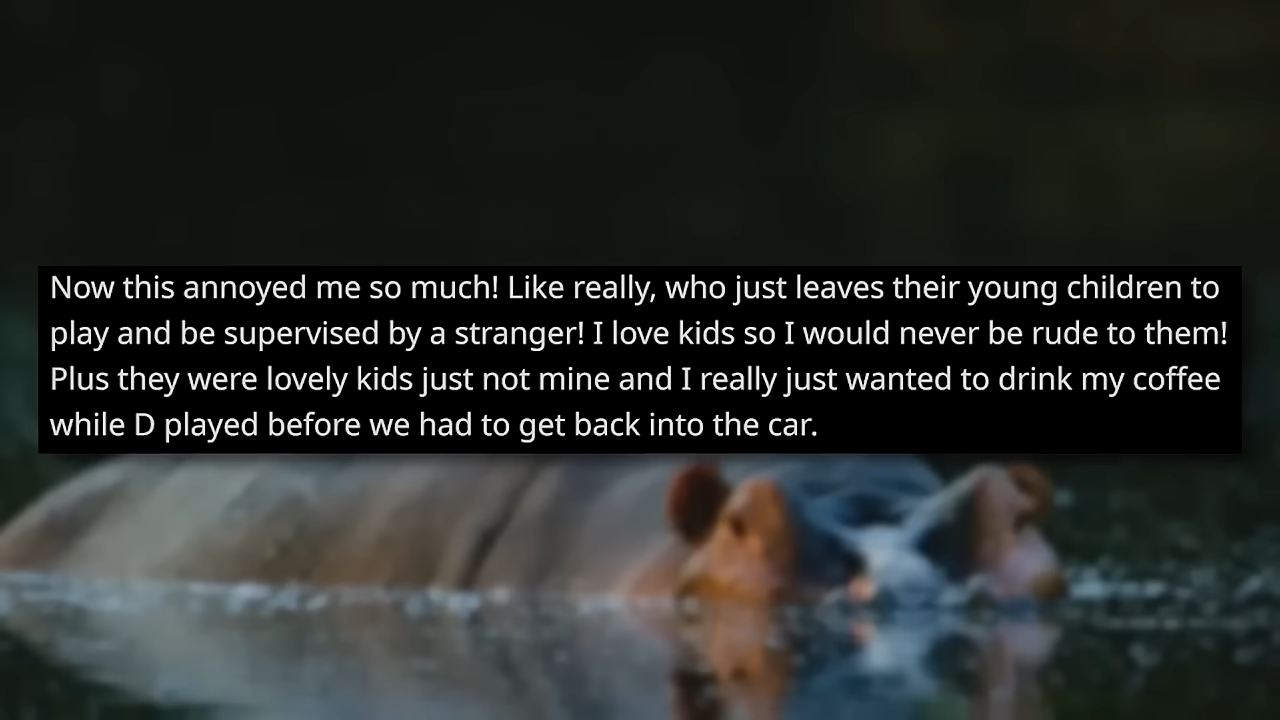 Now this annoyed me so much! Like really, who just leaves their young children to
play and be supervised by a stranger! I love kids so I would never be rude to them!
Plus they were lovely kids just not mine and I really just wanted to drink my coffee
while D played before we had to get back into the car.